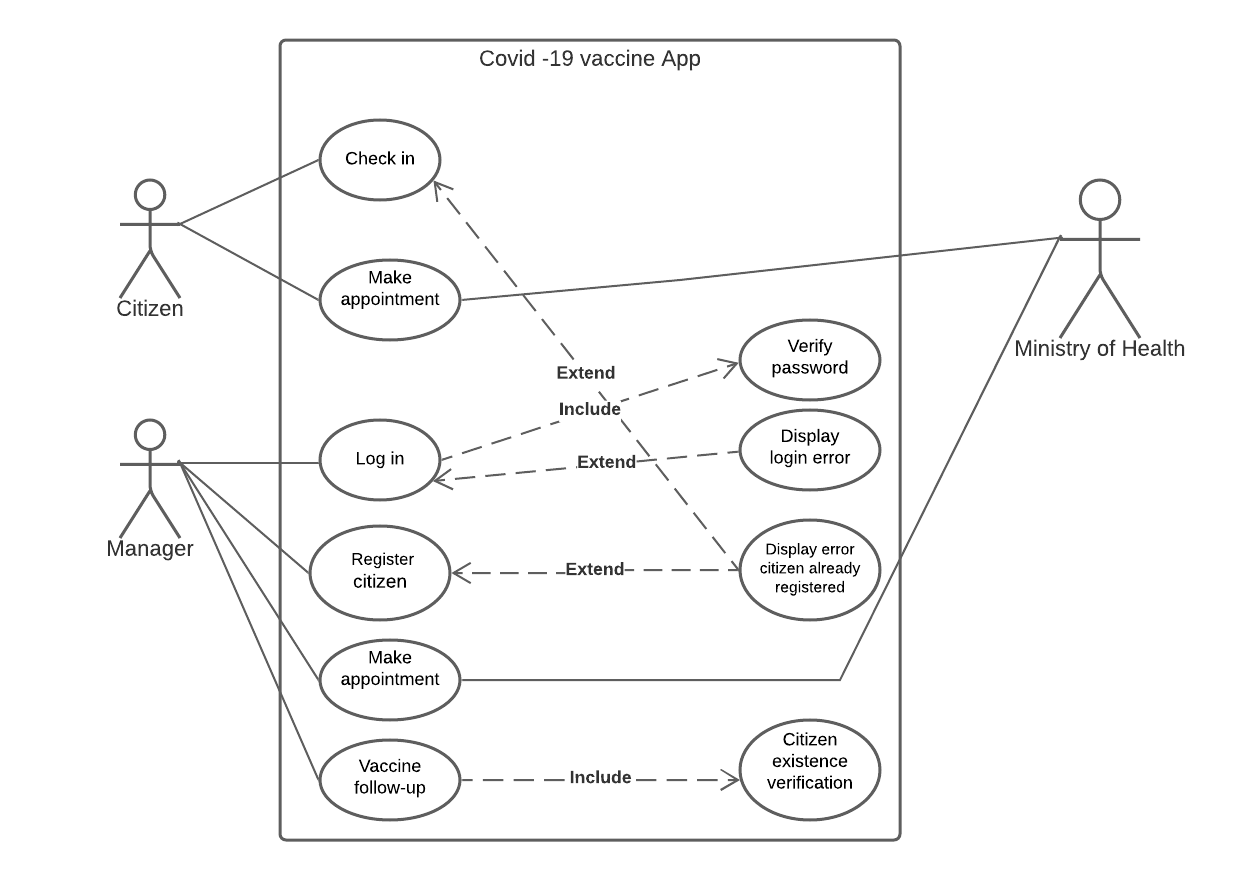 Covid -19 vaccine App
Check in
Make
appointment
Citizen
Ministry of Health
Verify
password
Extend
Include
Log in
Extend
Display
login error
Manager
Register
citizen
Extend
Display error
citizen already
registered
Make
appointment
Vaccine
follow-up
Include
Citizen
existence
verification